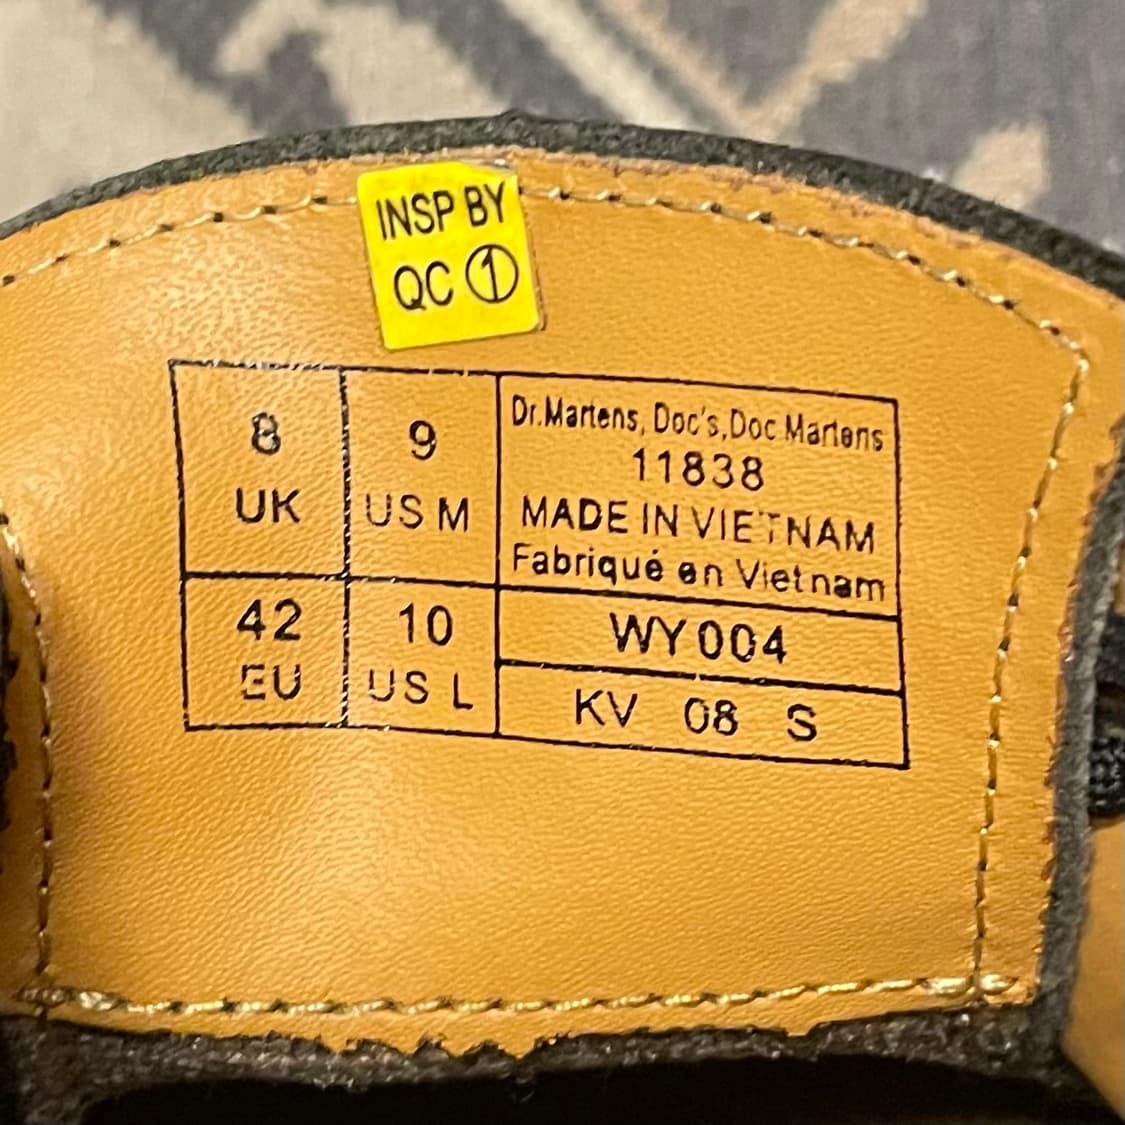 INSP BY
QC ①
8
UK
9
US M
Dr.Martens, Doc's,Doc Martens
11838
MADE IN VIETNAM
Fabriqué en Vietnam
42
EU
10
US L
WY004
KV 08 S